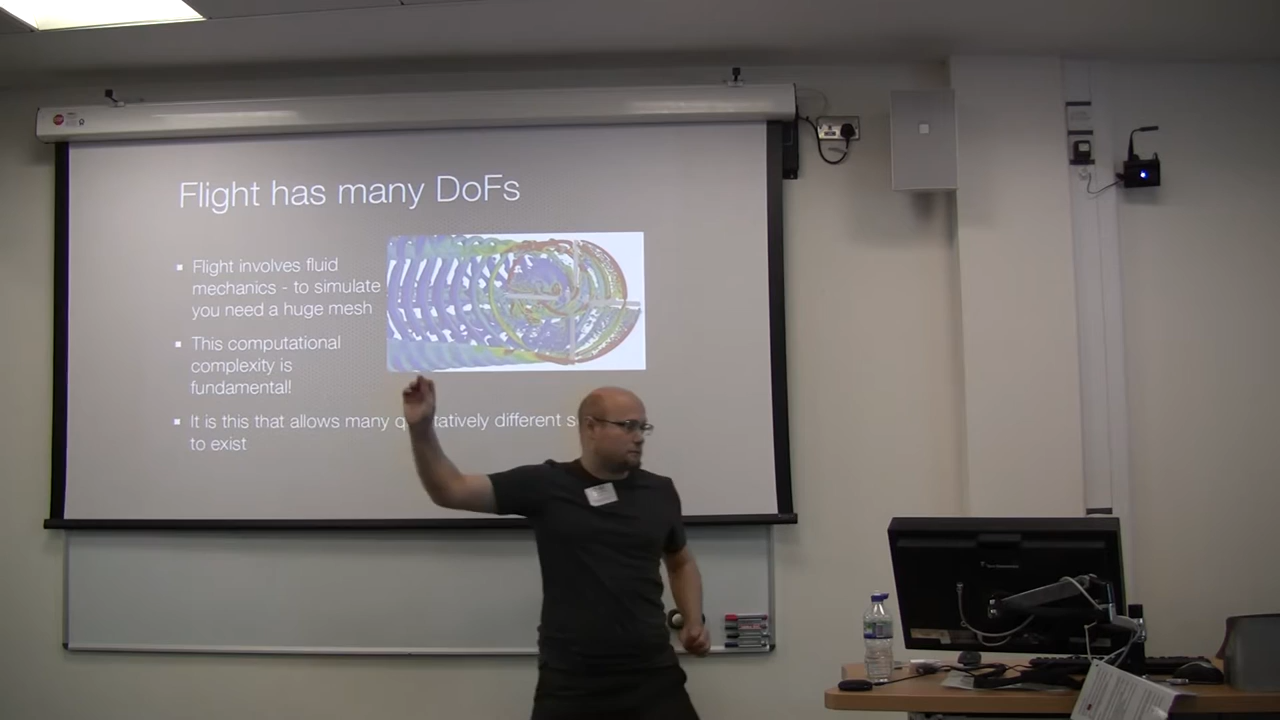 Flight has many DoFs
▪ Flight involves fluid
mechanics - to simulate
you need a huge mesh
▪ This computational
complexity is
fundamental!
▪ It is this that allows many different
to exist